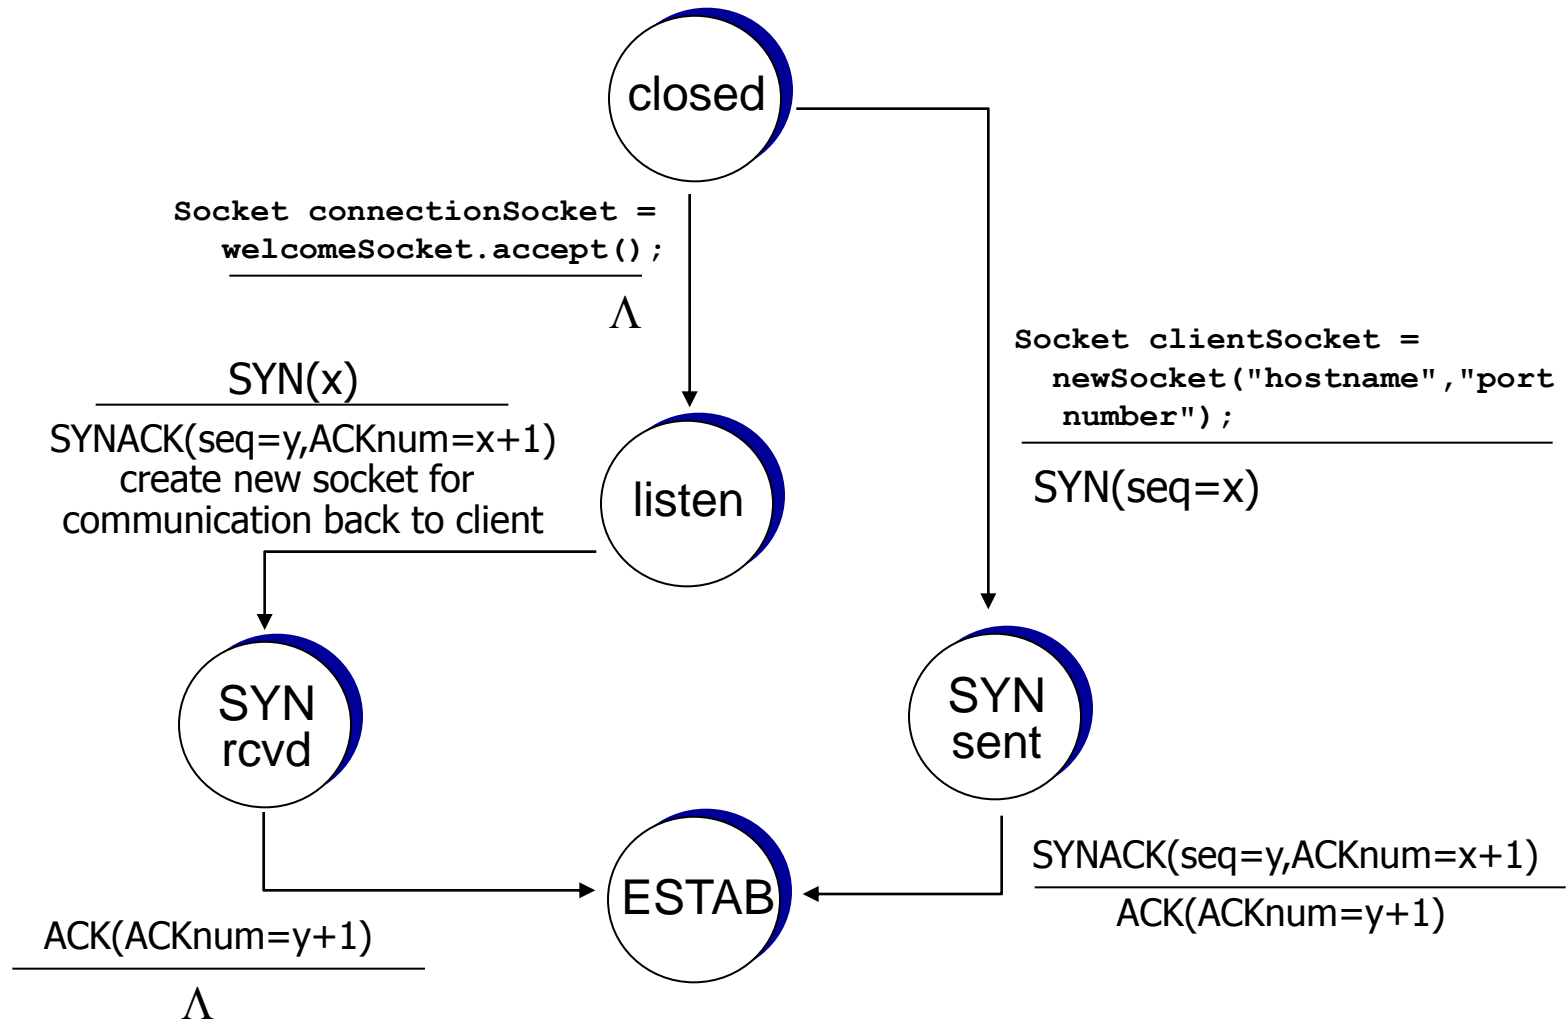 closed
Socket connectionSocket =
welcomeSocket.accept();
Λ
Socket clientSocket =
newSocket("hostname","port
number");
SYN(seq=x)
SYN(x)
SYNACK(seq=y,ACKnum=x+1)
create new socket for
communication back to client
listen
SYN
rcvd
SYN
sent
ESTAB
SYNACK(seq=y,ACKnum=x+1)
ACK(ACKnum=y+1)
ACK(ACKnum=y+1)
Λ